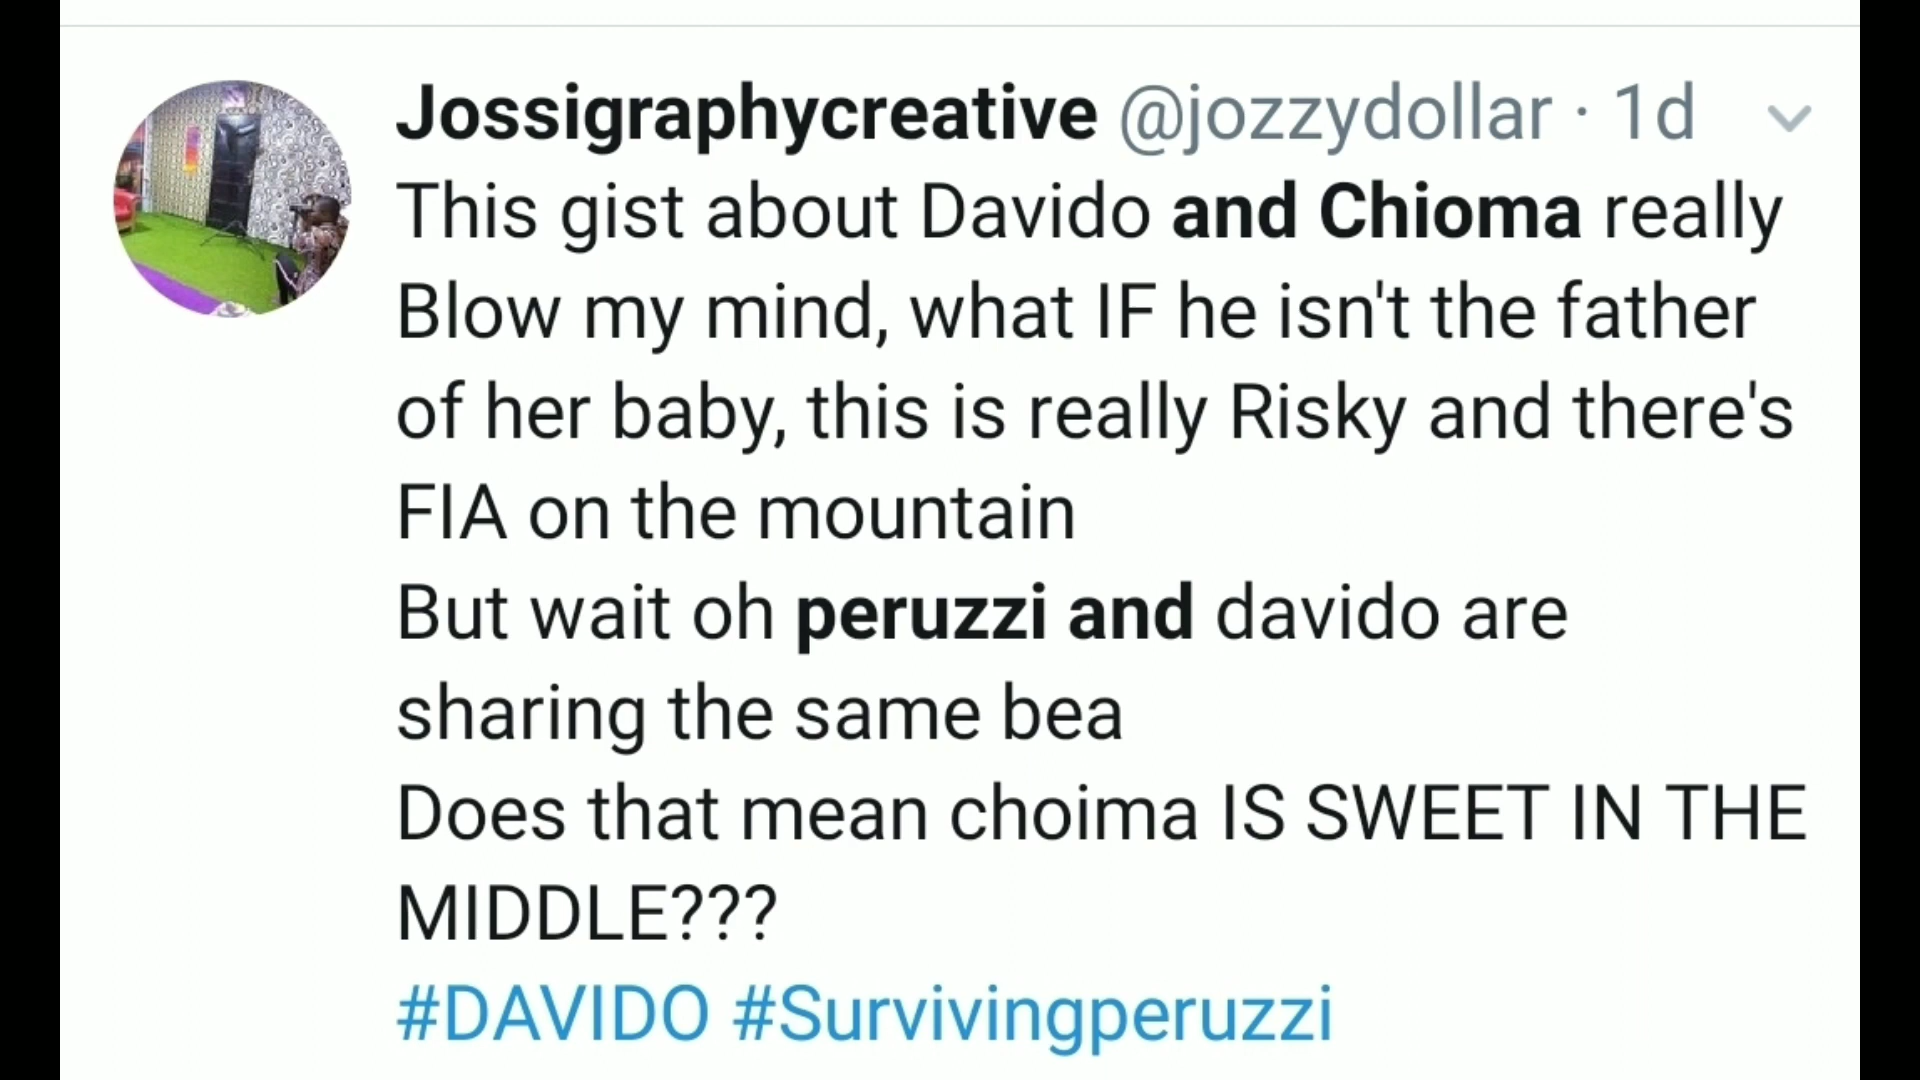 Jossigraphycreative @jozzydollar · 1d
This gist about Davido and Chioma really
Blow my mind, what IF he isn't the father
of her baby, this is really Risky and there's
FIA on the mountain
But wait oh peruzzi and davido are
sharing the same bea
Does that mean choima IS SWEET IN THE
MIDDLE???
#DAVIDO #Survivingperuzzi